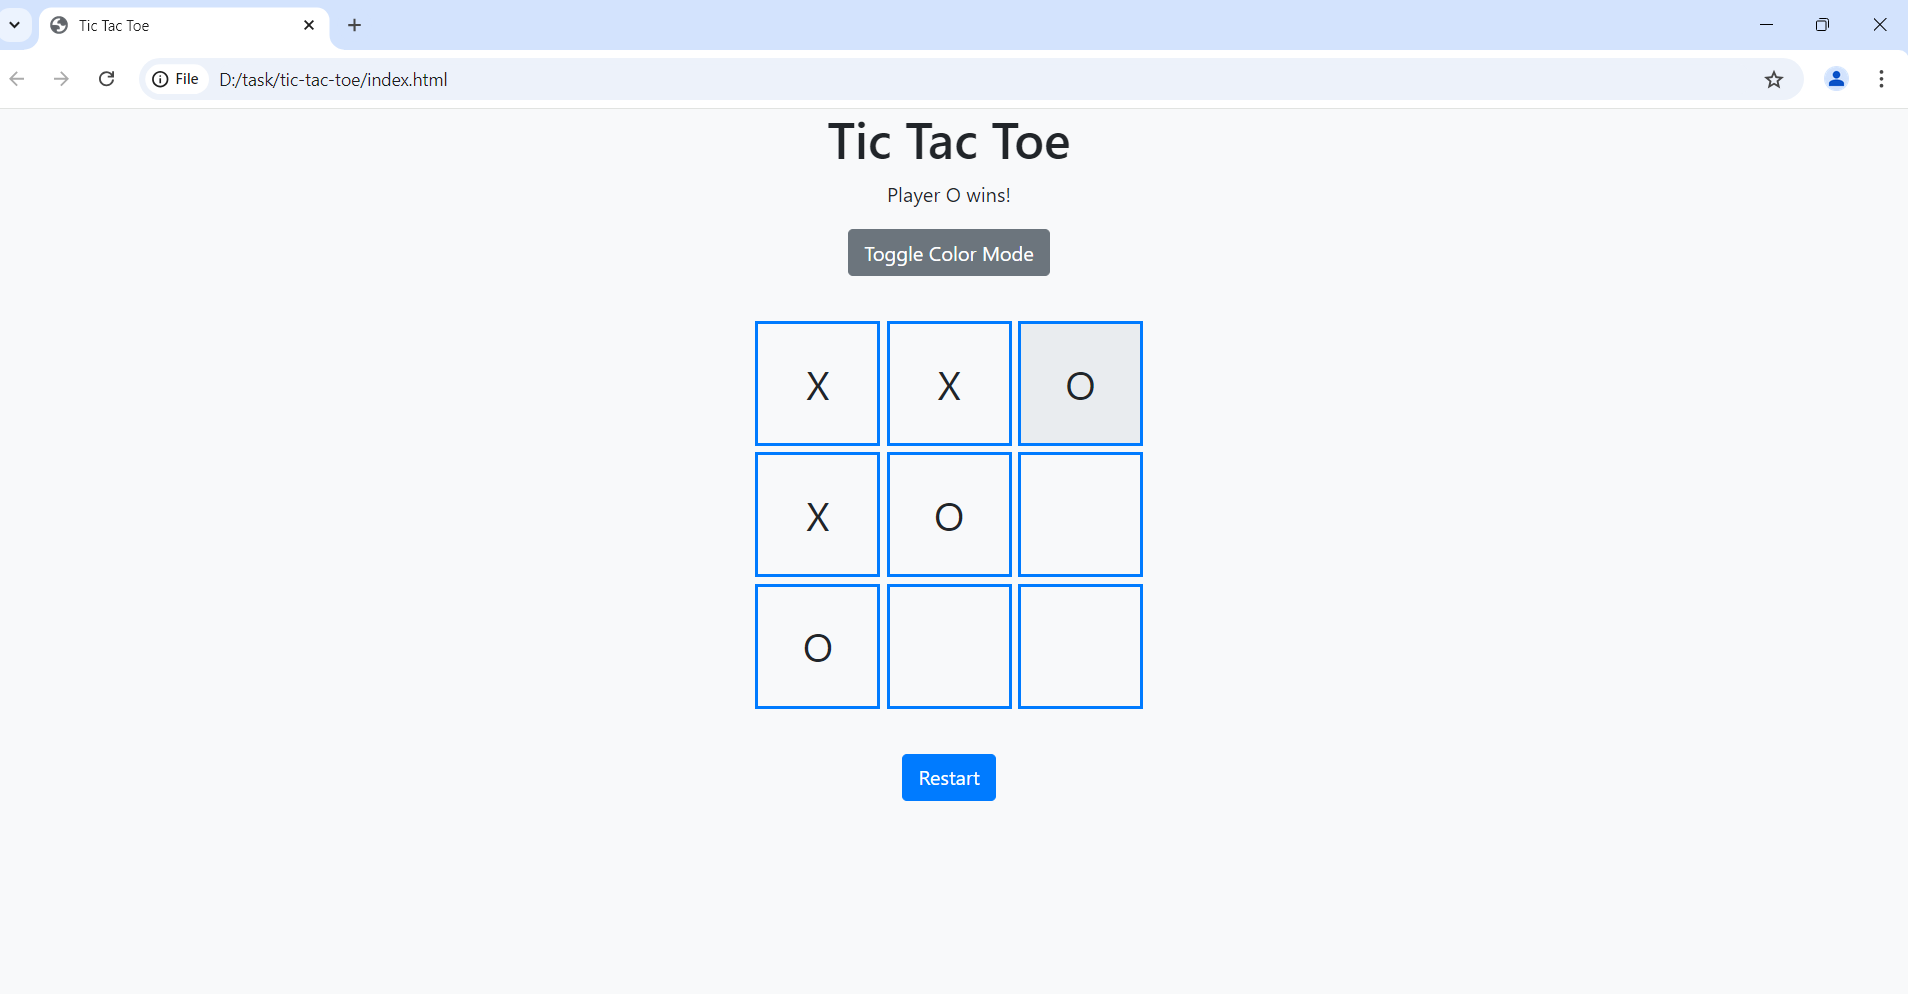 Tic Tac Toe
File D:/task/tic-tac-toe/index.html
Tic Tac Toe
Player O wins!
Toggle Color Mode
X X O
X O
O
Restart